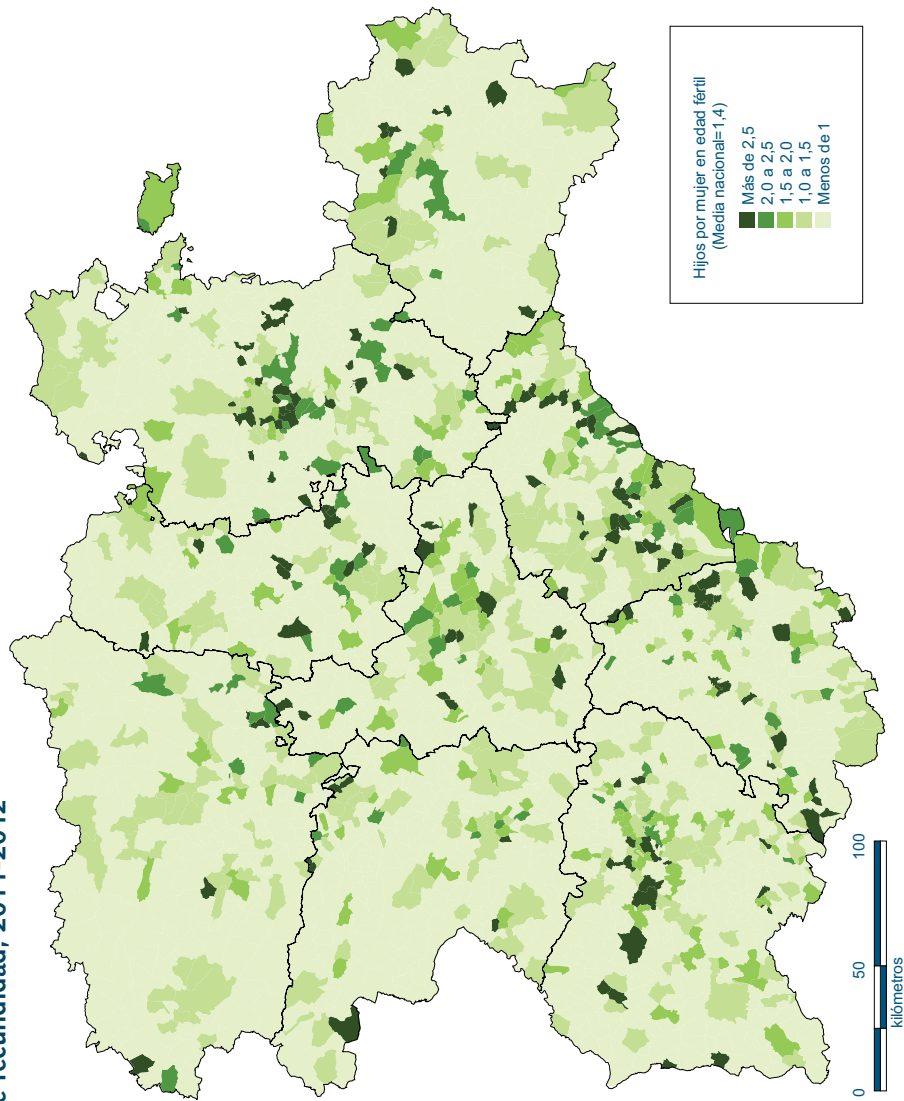 fecundidad, 2011-2012
Hijos por mujer en edad fértil
(Media nacional=1,4)
Más de 2,5
2,0 a 2,5
1,5 a 2,0
1,0 a 1,5
Menos de 1
0 50 100
kilómetros